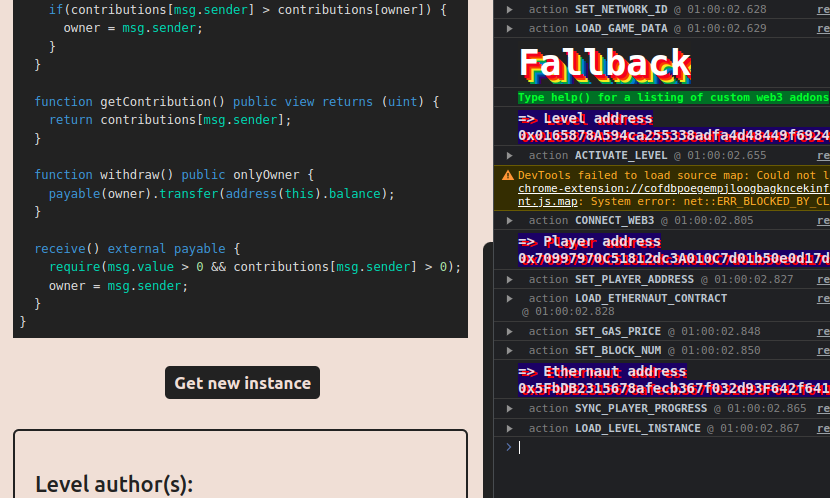 if(contributions[msg.sender] > contributions[owner]) {
owner = msg.sender;
}
}
function getContribution() public view returns (uint) {
return contributions[msg.sender];
}
function withdraw() public onlyOwner {
payable(owner).transfer(address(this).balance);
}
receive() external payable {
require(msg.value > 0 && contributions[msg.sender] > 0);
owner = msg.sender;
}
}
Get new instance
Level author(s):
action SET_NETWORK_ID @ 01:00:02.628 re
action LOAD_GAME_DATA @ 01:00:02.629 re
Fallback
Type help() for a listing of custom web3 addons
=> Level address
0x0165878A594ca255338adfa4d48449f6924
action ACTIVATE_LEVEL @ 01:00:02.655 re
DevTools failed to load source map: Could not l
chrome-extension://cofdbpoegempjloogbagkncekinf
nt.js.map: System error: net::ERR_BLOCKED_BY_CL
action CONNECT_WEB3 @ 01:00:02.805 re
=> Player address
0x70997970C51812dc3A010C7d01b50e0d17d
action SET_PLAYER_ADDRESS @ 01:00:02.827 re
action LOAD_ETHERNAUT_CONTRACT re
@ 01:00:02.828
action SET_GAS_PRICE @ 01:00:02.848 re
action SET_BLOCK_NUM @ 01:00:02.850 re
=> Ethernaut address
0x5FbDB2315678afecb367f032d93F642f641
action SYNC_PLAYER_PROGRESS @ 01:00:02.865 re
action LOAD_LEVEL_INSTANCE @ 01:00:02.867 re
>